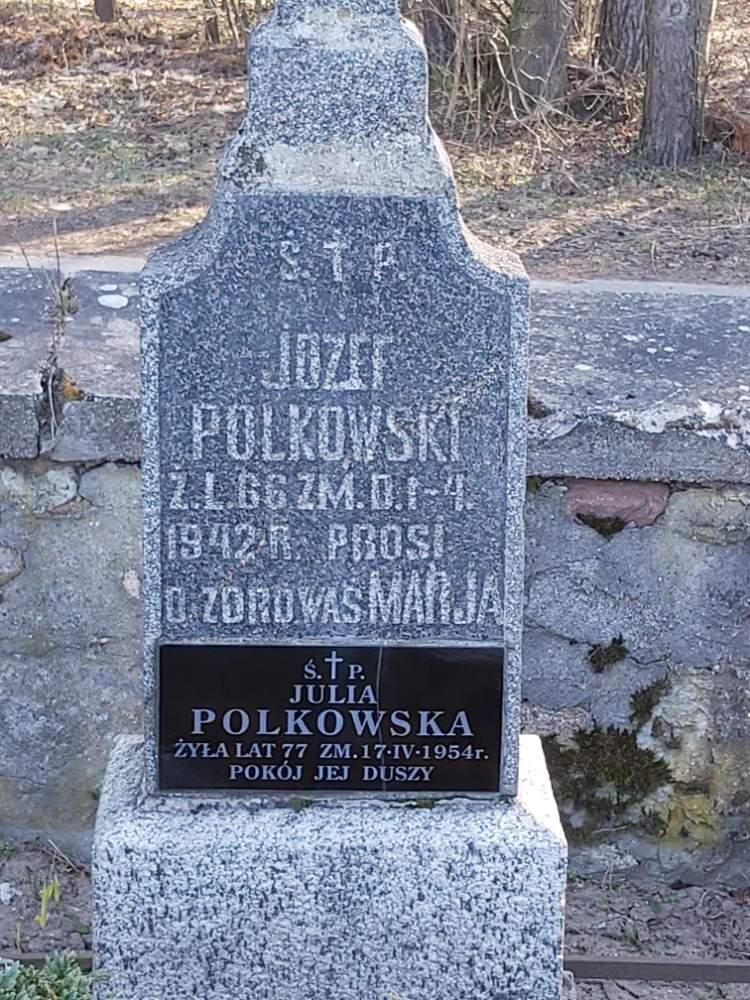 Ś. † P.
JÓZEF
POLKOWSKI
Ż.L.66 ZM.D.1-4.
1942 R. PROSI
O ZDROWAŚ MARJA
Ś. † P.
JULIA
POLKOWSKA
ŻYŁA LAT 77 ZM.17·IV·1954r.
POKÓJ JEJ DUSZY